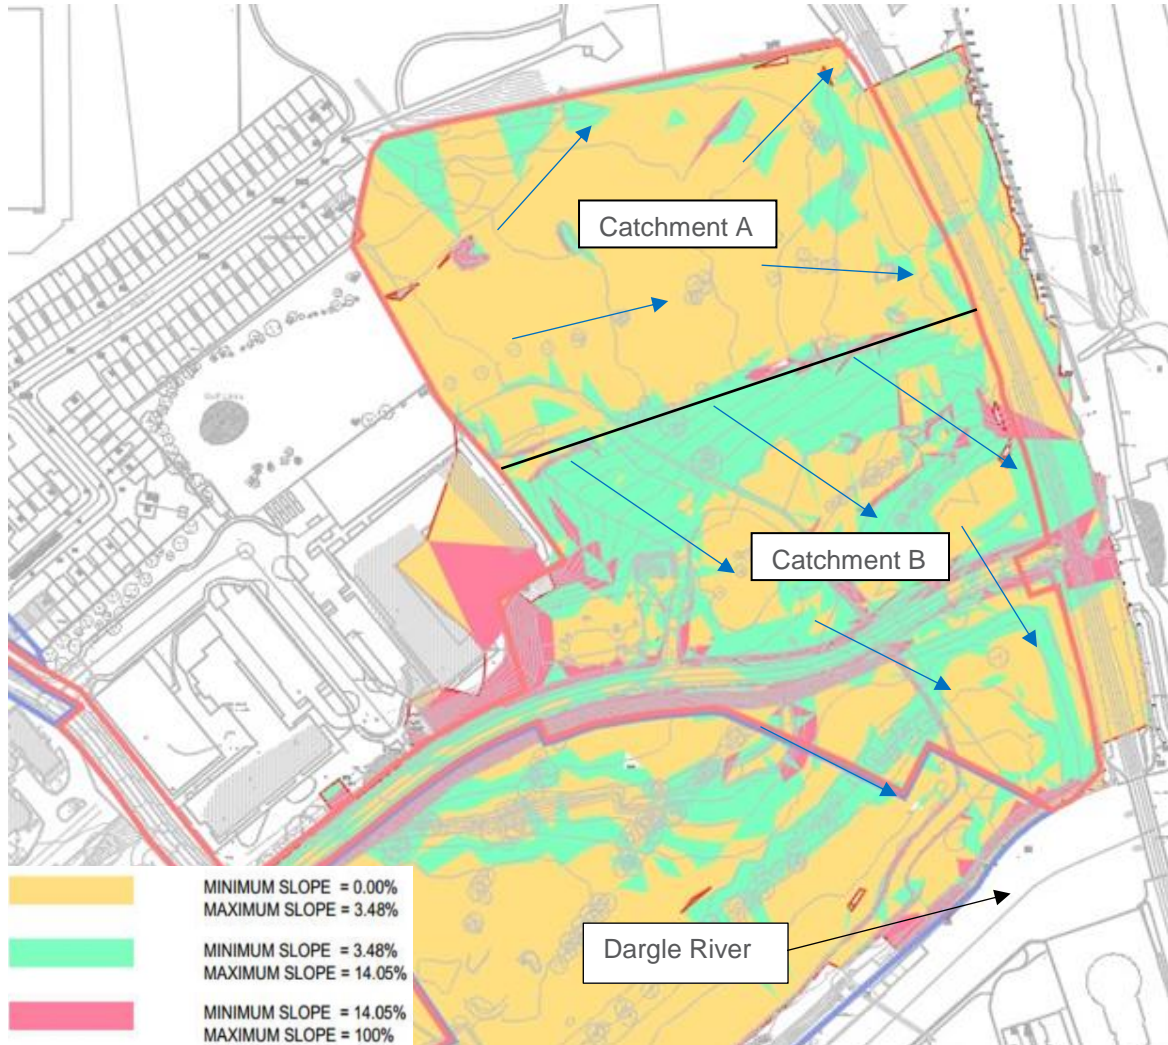 Catchment A
Catchment B
Dargle River
MINIMUM SLOPE = 0.00%
MAXIMUM SLOPE = 3.48%
MINIMUM SLOPE = 3.48%
MAXIMUM SLOPE = 14.05%
MINIMUM SLOPE = 14.05%
MAXIMUM SLOPE = 100%